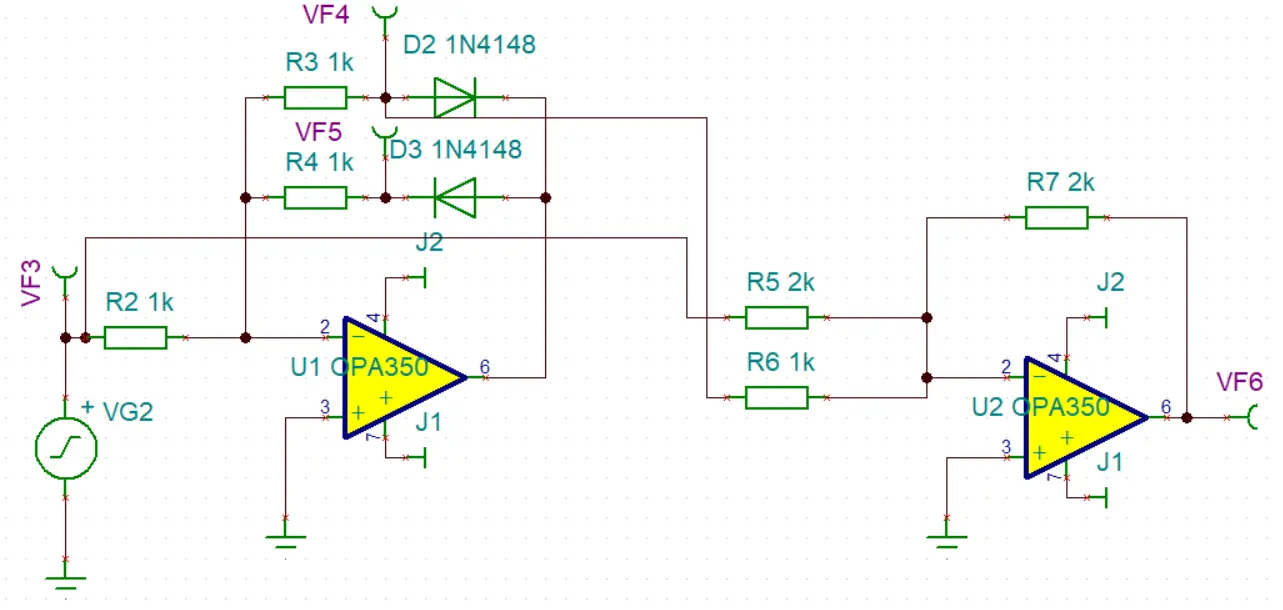 VF4
D2 1N4148
R3 1k
VF5
D3 1N4148
R4 1k
R7 2k
J2
VF3
R2 1k
R5 2k
J2
4
2
−
U1 OPA350
6
+
3
+
J1
7
R6 1k
4
2
−
U2 OPA350
VF6
6
+
3
+
J1
7
+ VG2